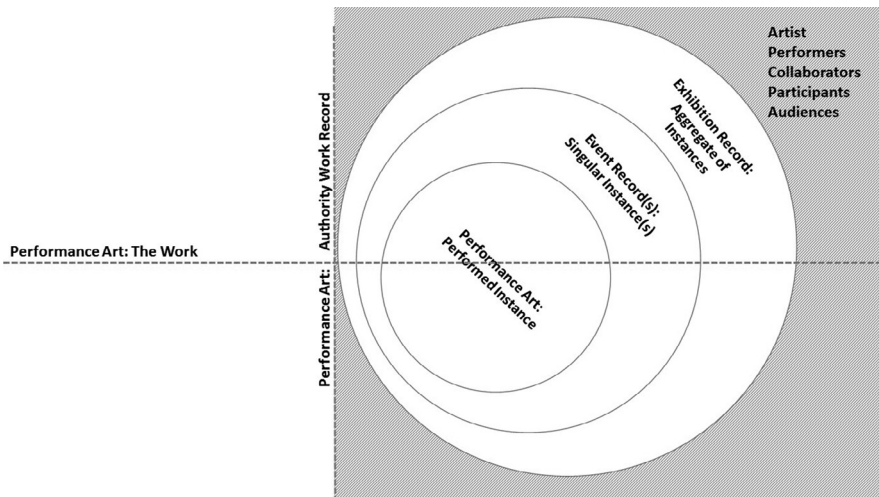 Artist
Performers
Collaborators
Participants
Audiences
Exhibition Record:
Aggregate of
Instances
Event Record(s):
Singular Instance(s)
Performance Art:
Performed Instance
Performance Art: The Work
Performance Art:   Authority Work Record